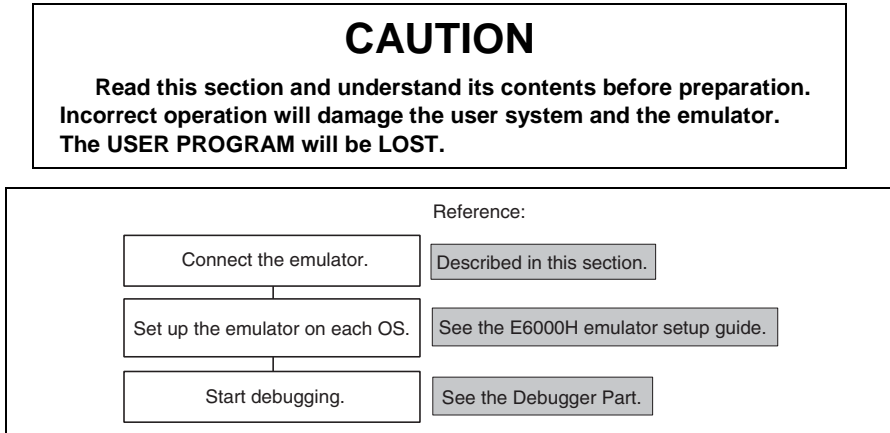 CAUTION
Read this section and understand its contents before preparation.
Incorrect operation will damage the user system and the emulator.
The USER PROGRAM will be LOST.
Reference:
Connect the emulator.
Described in this section.
Set up the emulator on each OS.
See the E6000H emulator setup guide.
Start debugging.
See the Debugger Part.